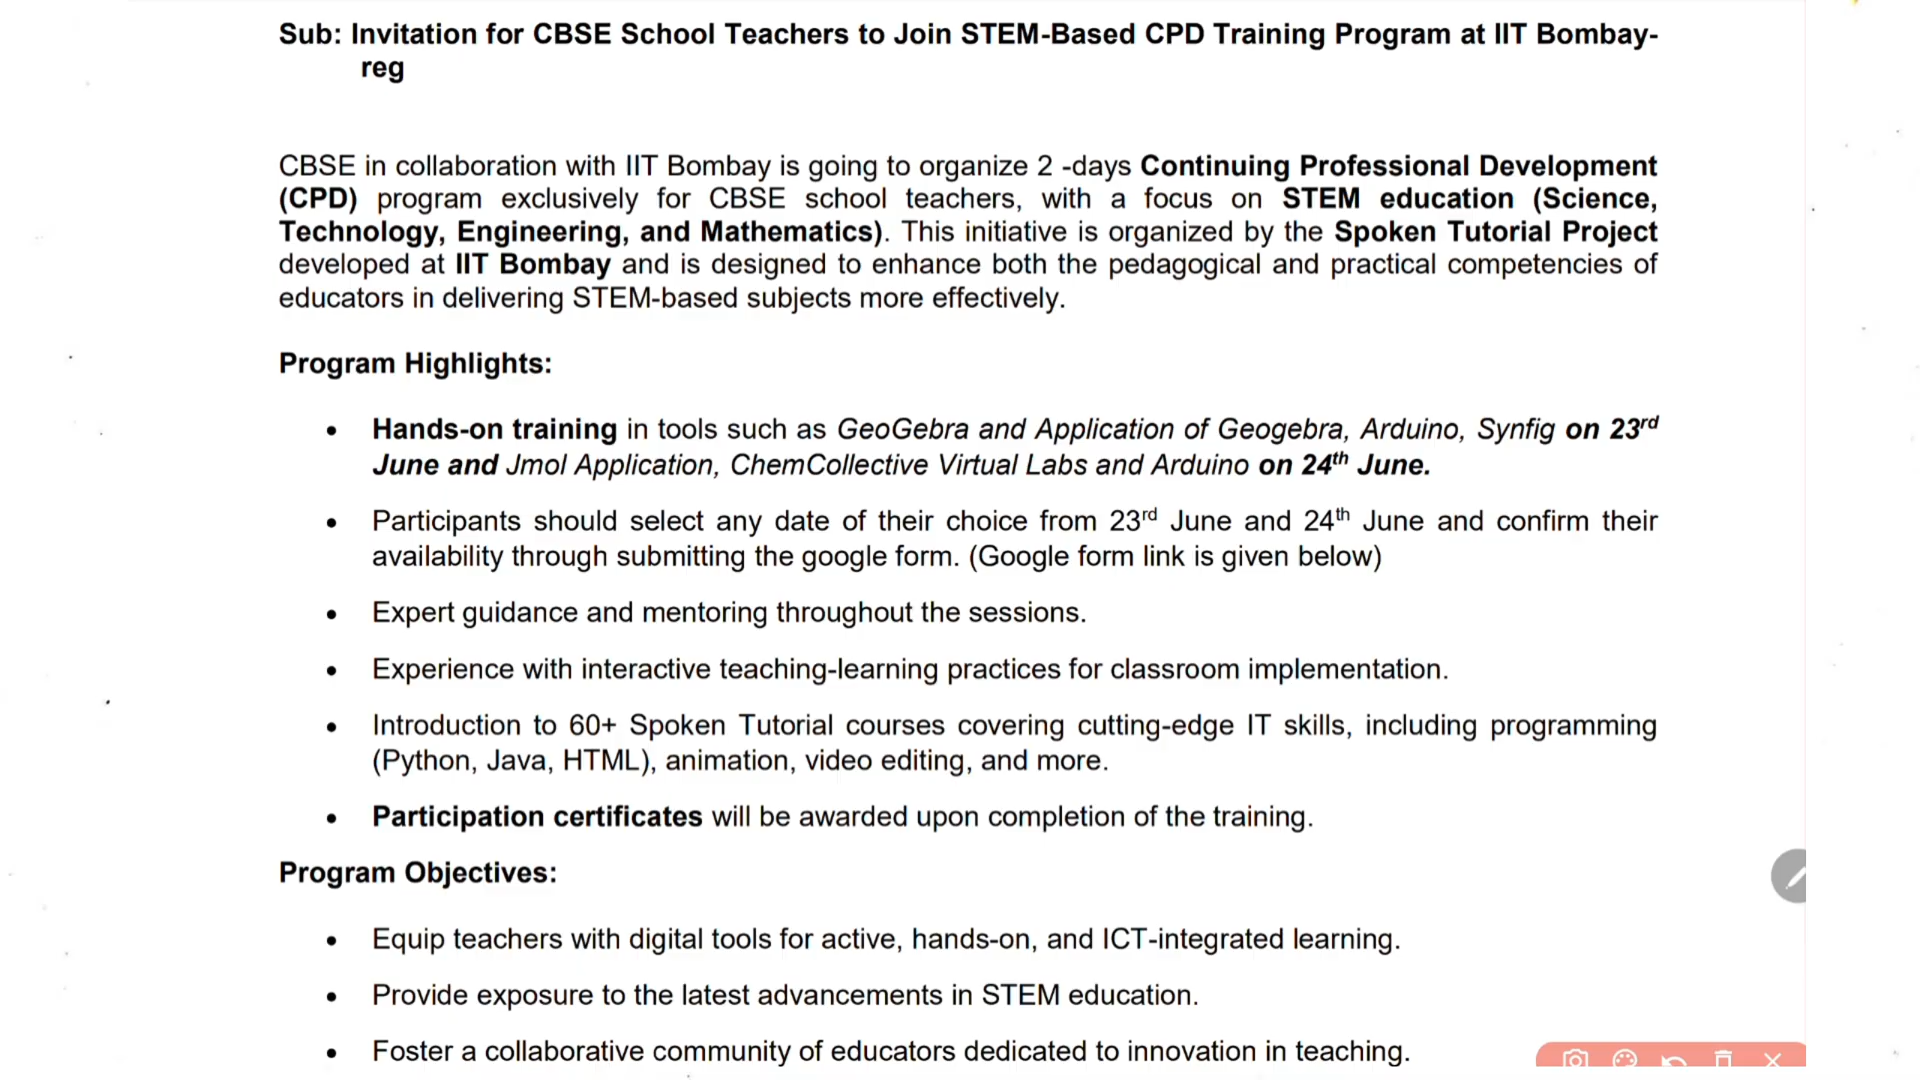 Sub: Invitation for CBSE School Teachers to Join STEM-Based CPD Training Program at IIT Bombay-
reg
CBSE in collaboration with IIT Bombay is going to organize 2 -days Continuing Professional Development
(CPD) program exclusively for CBSE school teachers, with a focus on STEM education (Science,
Technology, Engineering, and Mathematics). This initiative is organized by the Spoken Tutorial Project
developed at IIT Bombay and is designed to enhance both the pedagogical and practical competencies of
educators in delivering STEM-based subjects more effectively.
Program Highlights:
• Hands-on training in tools such as GeoGebra and Application of Geogebra, Arduino, Synfig on 23rd
June and Jmol Application, ChemCollective Virtual Labs and Arduino on 24th June.
• Participants should select any date of their choice from 23rd June and 24th June and confirm their
availability through submitting the google form. (Google form link is given below)
• Expert guidance and mentoring throughout the sessions.
• Experience with interactive teaching-learning practices for classroom implementation.
• Introduction to 60+ Spoken Tutorial courses covering cutting-edge IT skills, including programming
(Python, Java, HTML), animation, video editing, and more.
• Participation certificates will be awarded upon completion of the training.
Program Objectives:
• Equip teachers with digital tools for active, hands-on, and ICT-integrated learning.
• Provide exposure to the latest advancements in STEM education.
• Foster a collaborative community of educators dedicated to innovation in teaching.